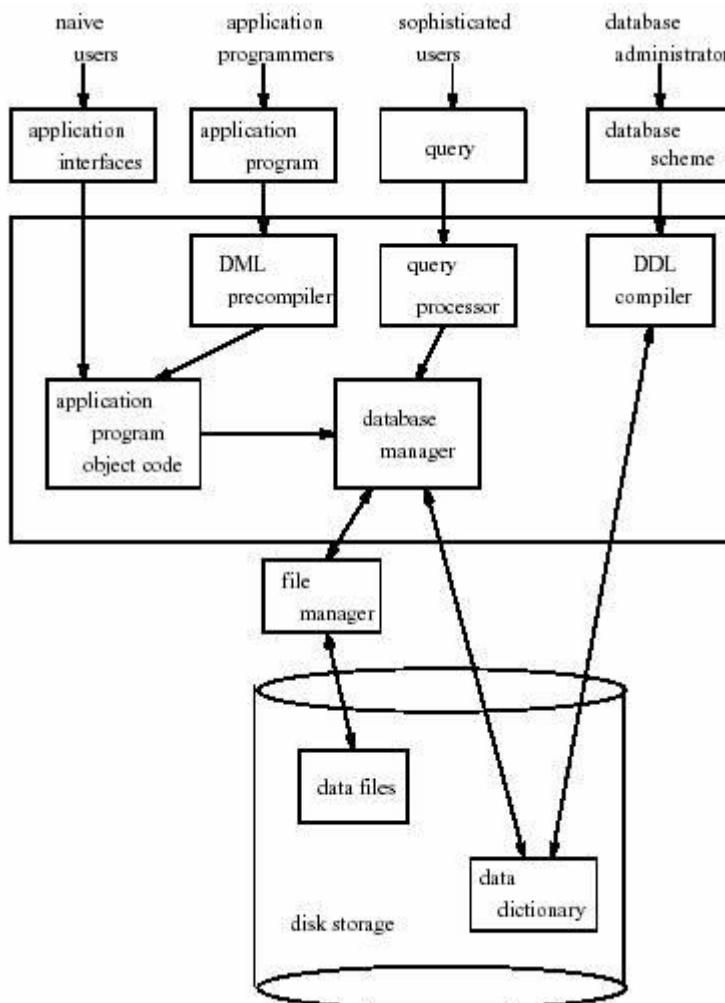 naive
users
application
programmers
sophisticated
users
database
administrator
application
interfaces
application
program
query
database
scheme
DML
precompiler
query
processor
DDL
compiler
application
program
object code
database
manager
file
manager
data files
data
dictionary
disk storage